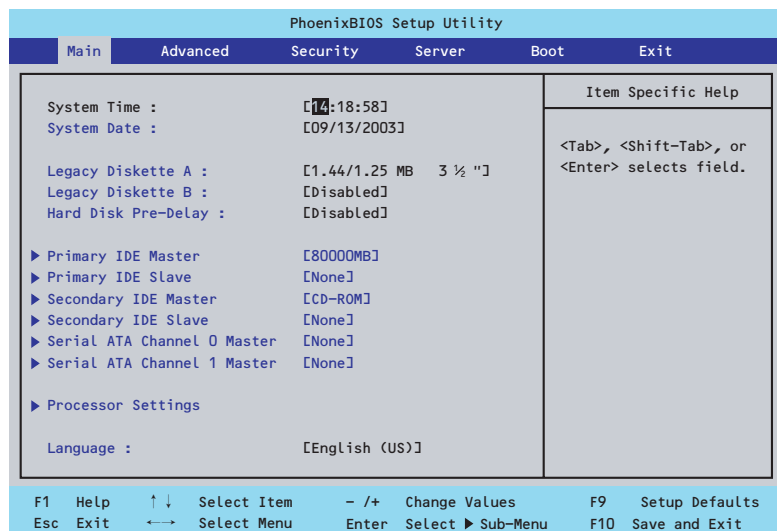 PhoenixBIOS Setup Utility
Main Advanced Security Server Boot Exit
Item Specific Help
System Time : [14:18:58]
System Date : [09/13/2003]
<Tab>, <Shift-Tab>, or
<Enter> selects field.
Legacy Diskette A : [1.44/1.25 MB 3 ½ "]
Legacy Diskette B : [Disabled]
Hard Disk Pre-Delay : [Disabled]
▶ Primary IDE Master [80000MB]
▶ Primary IDE Slave [None]
▶ Secondary IDE Master [CD-ROM]
▶ Secondary IDE Slave [None]
▶ Serial ATA Channel 0 Master [None]
▶ Serial ATA Channel 1 Master [None]
▶ Processor Settings
Language : [English (US)]
F1 Help ↑↓ Select Item - /+ Change Values F9 Setup Defaults
Esc Exit ←→ Select Menu Enter Select ▶ Sub-Menu F10 Save and Exit